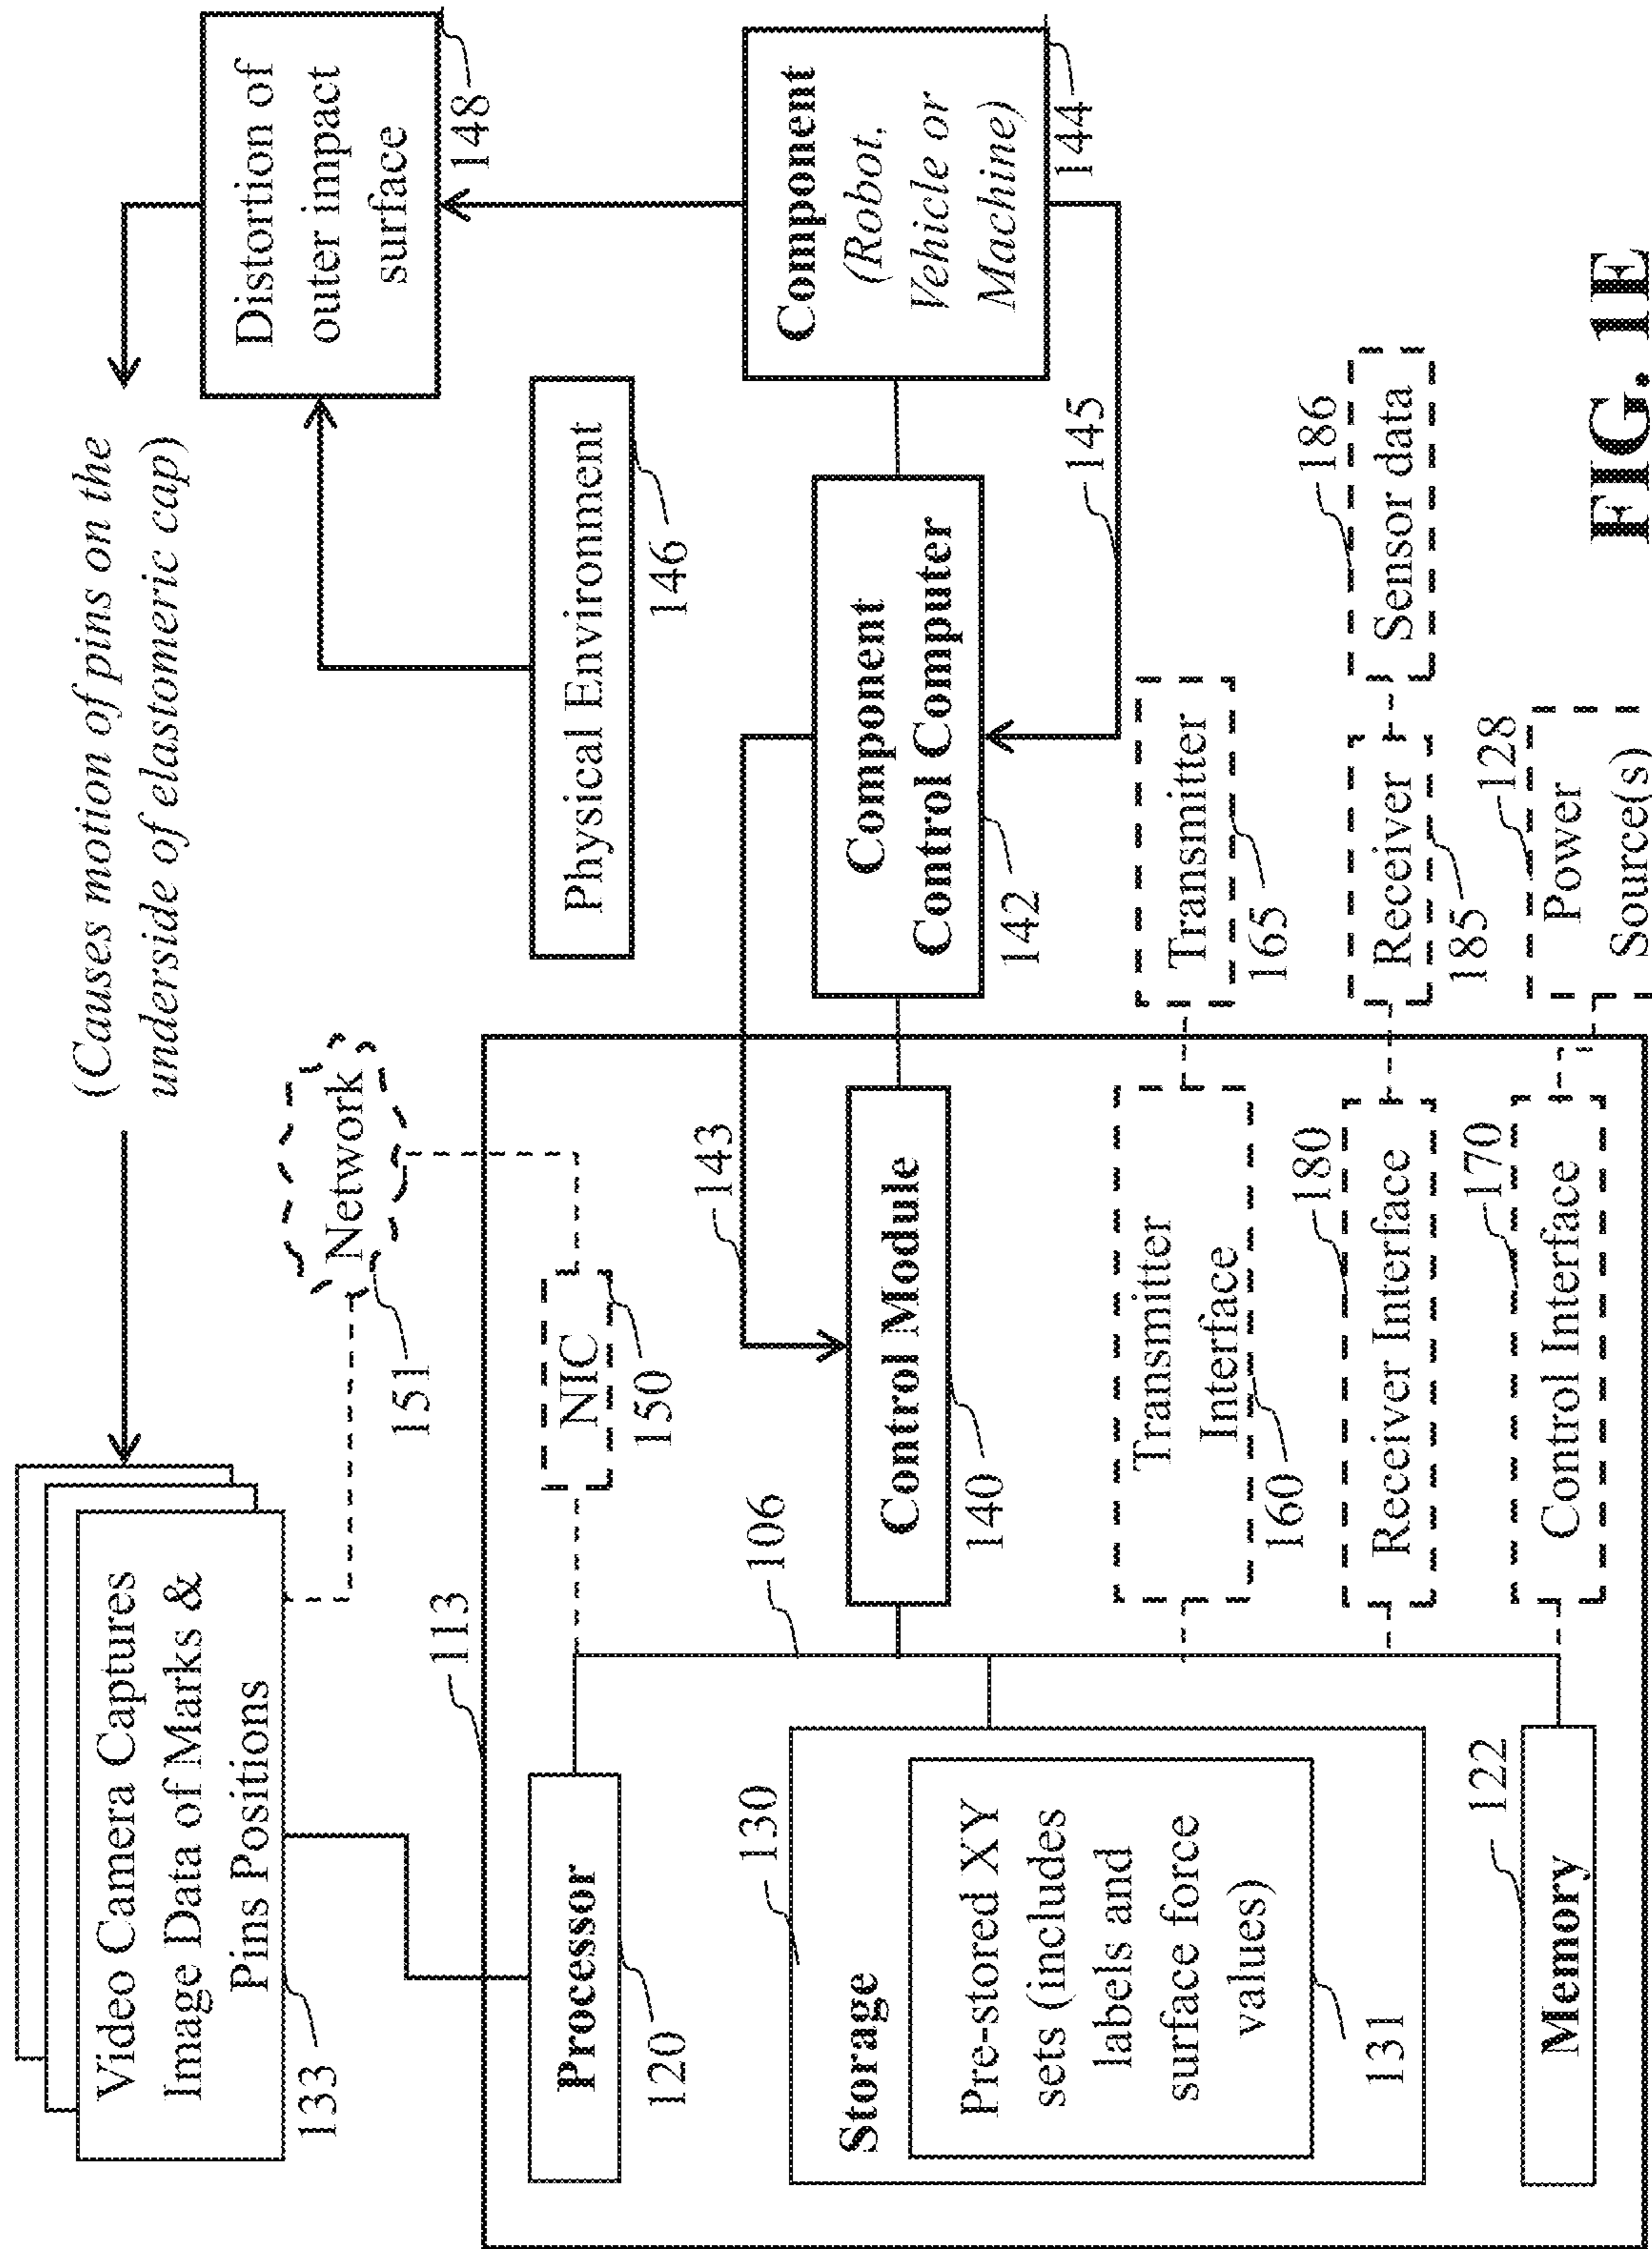 Video Camera Captures
Image Data of Marks &
Pins Positions
133
(Causes motion of pins on the
underside of elastomeric cap)
Distortion of
outer impact
surface
148
Network
151
113
Processor
120
NIC
150
Physical Environment
146
106
143
Storage
130
Pre-stored XY
sets (includes
labels and
surface force
values)
131
Control Module
140
Component
Control Computer
142
Component
(Robot,
Vehicle or
Machine)
144
145
Transmitter
Interface
160
Transmitter
165
Receiver Interface
180
Receiver
185
Sensor data
186
Memory
122
Control Interface
170
Power
Source(s)
128
FIG. 1E